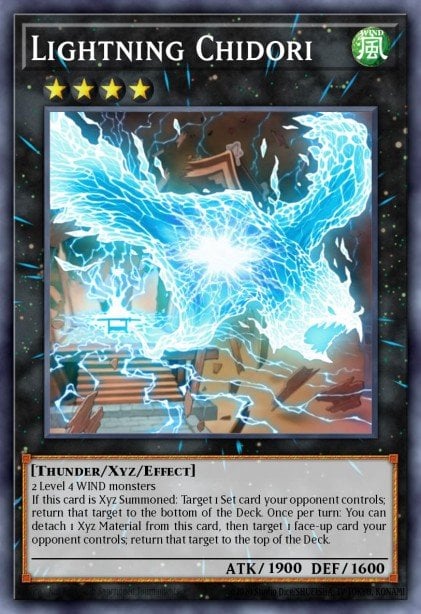 Lightning Chidori
WIND
風
[Thunder/Xyz/Effect]
2 Level 4 WIND monsters
If this card is Xyz Summoned: Target 1 Set card your opponent controls;
return that target to the bottom of the Deck. Once per turn: You can
detach 1 Xyz Material from this card, then target 1 face-up card your
opponent controls; return that target to the top of the Deck.
ATK/1900 DEF/1600